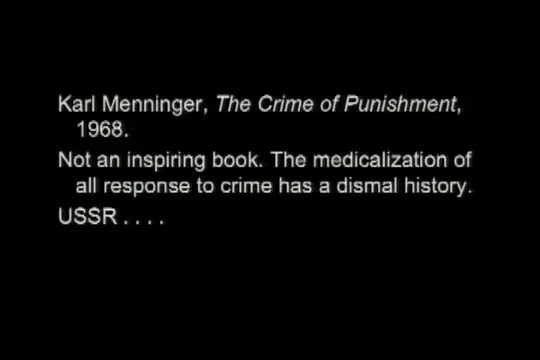 Karl Menninger, The Crime of Punishment,
1968.
Not an inspiring book. The medicalization of
all response to crime has a dismal history.
USSR . . . .